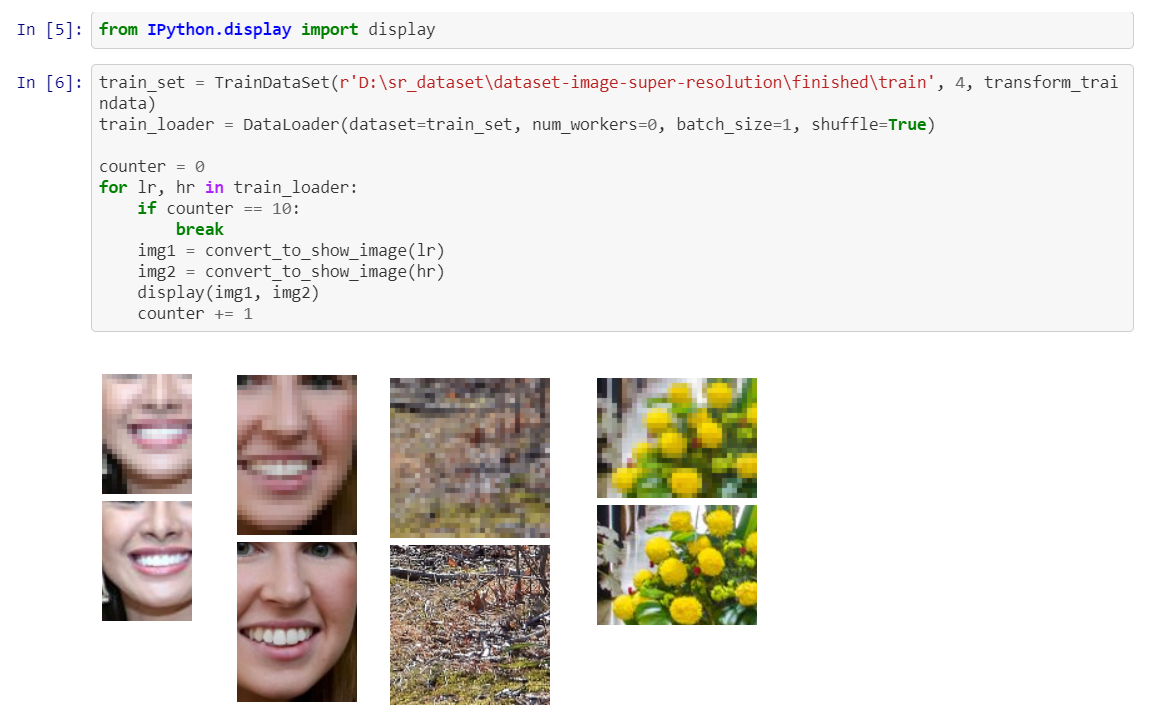 In [5]: from IPython.display import display
In [6]: train_set = TrainDataSet(r'D:\sr_dataset\dataset-image-super-resolution\finished\train', 4, transform_trai
ndata)
train_loader = DataLoader(dataset=train_set, num_workers=0, batch_size=1, shuffle=True)
counter = 0
for lr, hr in train_loader:
    if counter == 10:
        break
    img1 = convert_to_show_image(lr)
    img2 = convert_to_show_image(hr)
    display(img1, img2)
    counter += 1